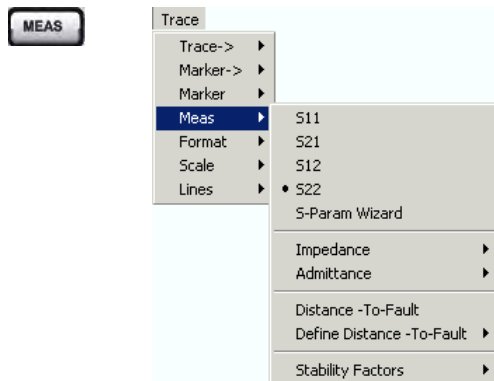 MEAS
Trace
Trace->
Marker->
Marker
Meas
Format
Scale
Lines
S11
S21
S12
S22
S-Param Wizard
Impedance
Admittance
Distance -To-Fault
Define Distance -To-Fault
Stability Factors